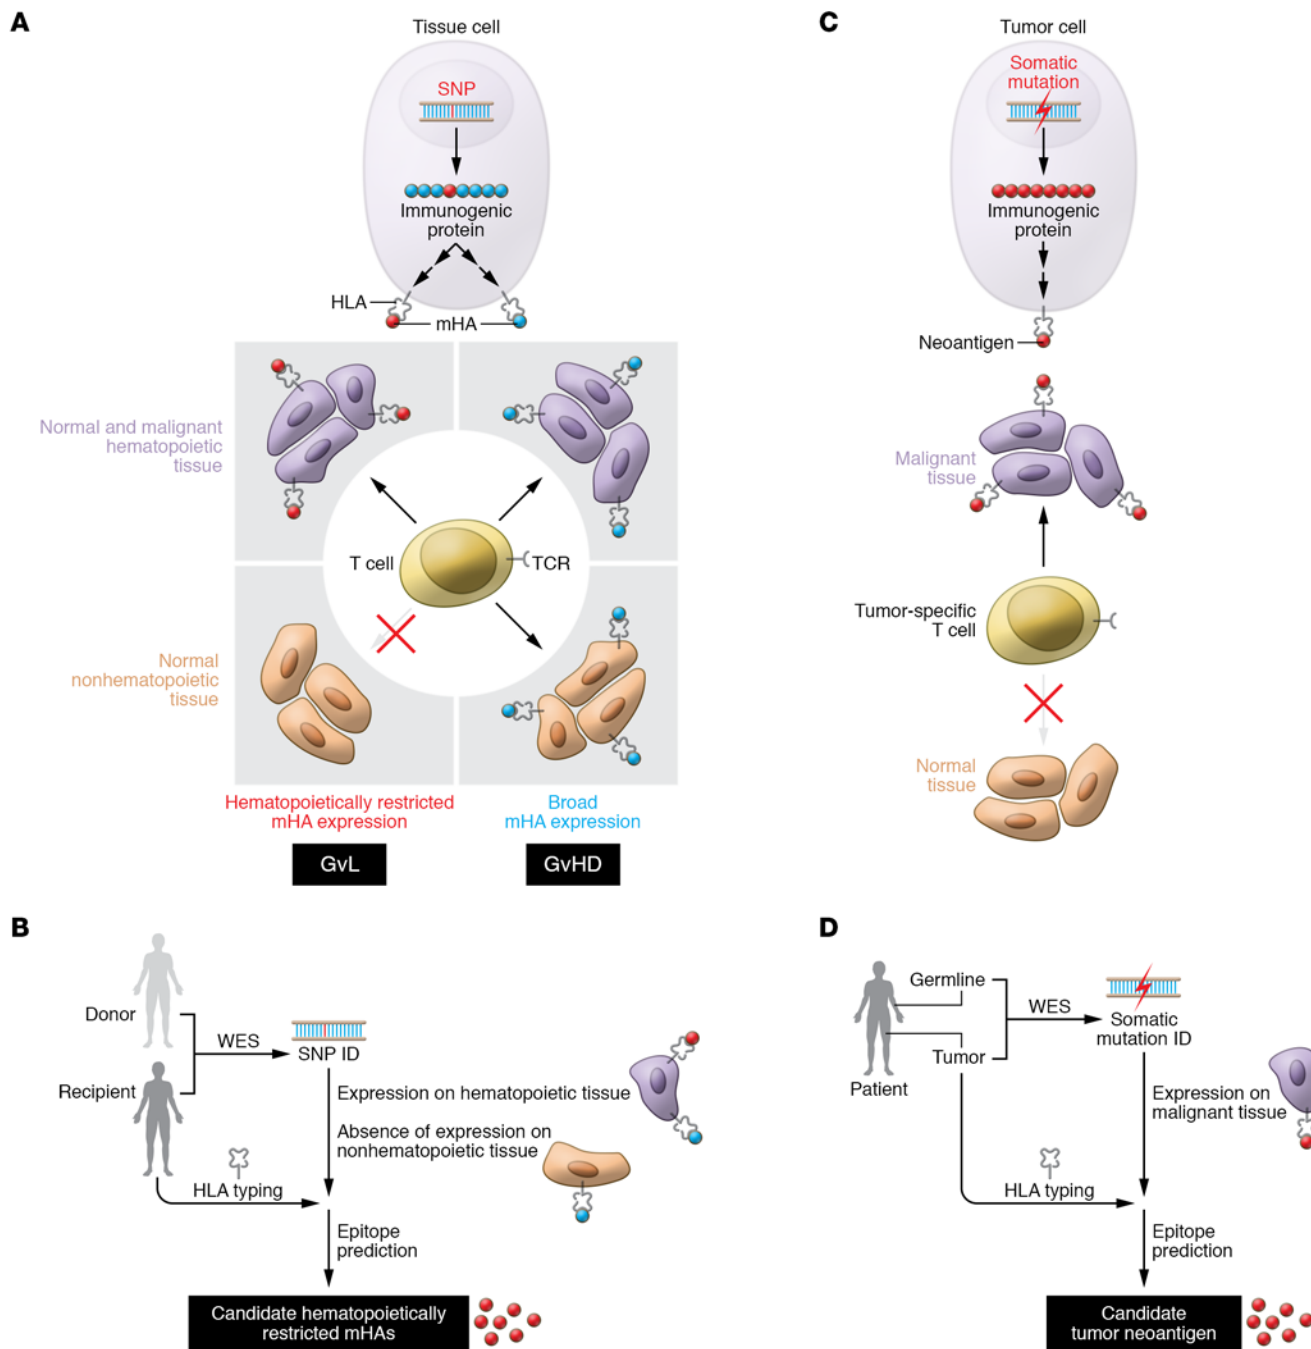 A
Tissue cell
SNP
Immunogenic
protein
HLA
mHA
Normal and malignant
hematopoietic
tissue
T cell
TCR
Normal
nonhematopoietic
tissue
Hematopoietically restricted
mHA expression
Broad
mHA expression
GvL
GvHD
C
Tumor cell
Somatic
mutation
Immunogenic
protein
Neoantigen
Malignant
tissue
Tumor-specific
T cell
Normal
tissue
B
Donor
Recipient
WES
SNP ID
Expression on hematopoietic tissue
Absence of expression on
nonhematopoietic tissue
HLA typing
Epitope
prediction
Candidate hematopoietically
restricted mHAs
D
Germline
Tumor
Patient
WES
Somatic
mutation ID
Expression on
malignant tissue
HLA typing
Epitope
prediction
Candidate
tumor neoantigen